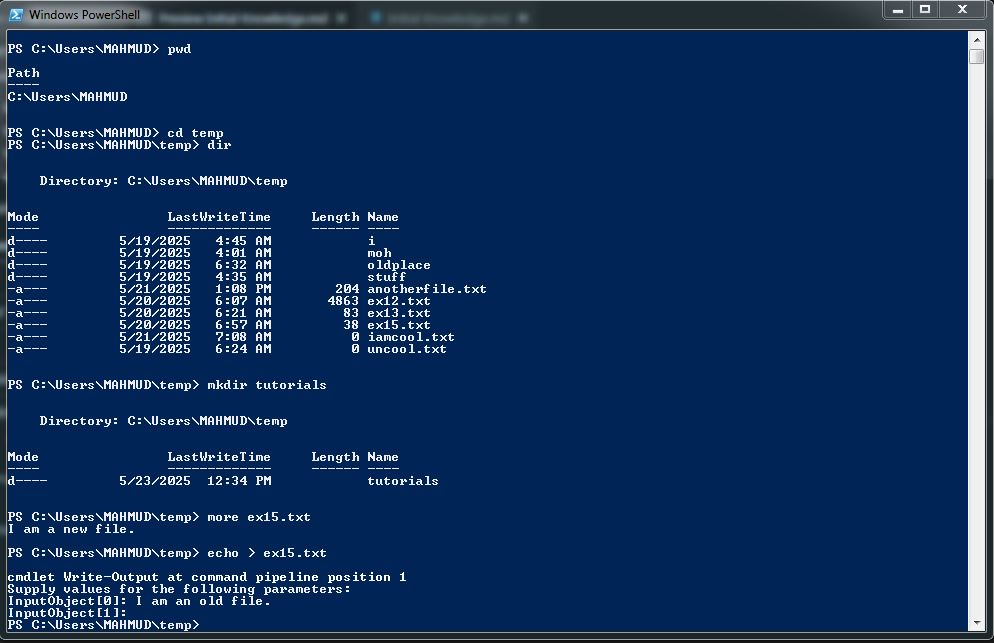 Windows PowerShell
PS C:\Users\MAHMUD> pwd
Path
----
C:\Users\MAHMUD
PS C:\Users\MAHMUD> cd temp
PS C:\Users\MAHMUD\temp> dir
    Directory: C:\Users\MAHMUD\temp
Mode                LastWriteTime     Length Name
----                -------------     ------ ----
d----         5/19/2025   4:45 AM            i
d----         5/19/2025   4:01 AM            moh
d----         5/19/2025   6:32 AM            oldplace
d----         5/19/2025   4:35 AM            stuff
-a---         5/21/2025   1:08 PM        204 anotherfile.txt
-a---         5/20/2025   6:07 AM       4863 ex12.txt
-a---         5/20/2025   6:21 AM         83 ex13.txt
-a---         5/20/2025   6:57 AM         38 ex15.txt
-a---         5/21/2025   7:08 AM          0 iamcool.txt
-a---         5/19/2025   6:24 AM          0 uncool.txt
PS C:\Users\MAHMUD\temp> mkdir tutorials
    Directory: C:\Users\MAHMUD\temp
Mode                LastWriteTime     Length Name
----                -------------     ------ ----
d----         5/23/2025  12:34 PM            tutorials
PS C:\Users\MAHMUD\temp> more ex15.txt
I am a new file.
PS C:\Users\MAHMUD\temp> echo > ex15.txt
cmdlet Write-Output at command pipeline position 1
Supply values for the following parameters:
InputObject[0]: I am an old file.
InputObject[1]:
PS C:\Users\MAHMUD\temp>